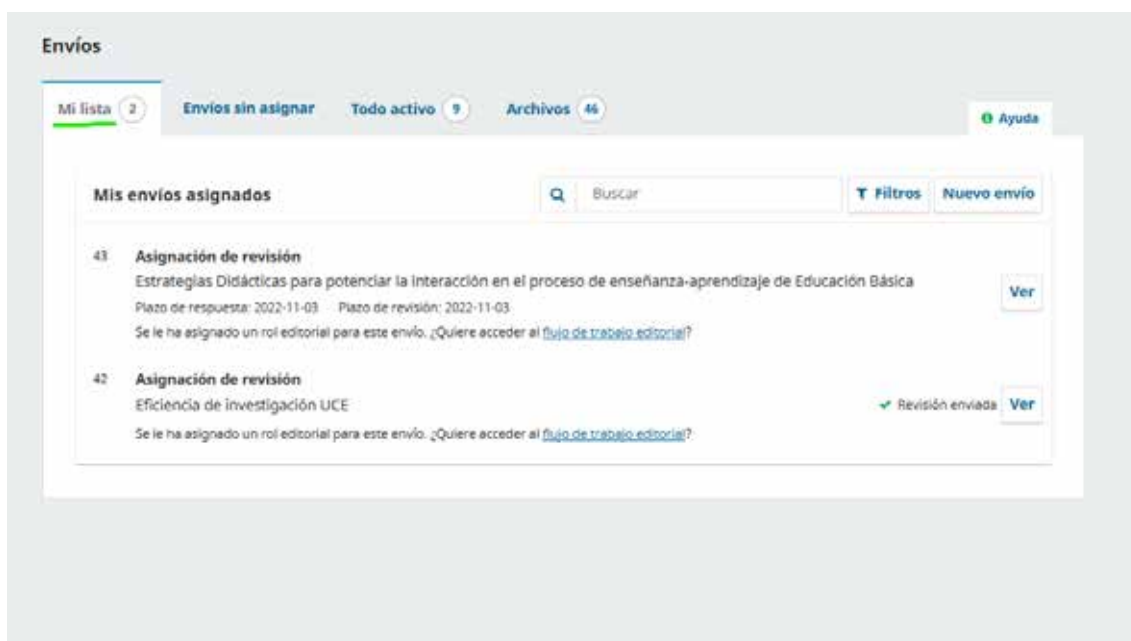 Envíos
Mi lista 2 Envíos sin asignar Todo activo 9 Archivos 46
Ayuda
Mis envíos asignados Buscar Filtros Nuevo envío
43 Asignación de revisión
Estrategias Didácticas para potenciar la interacción en el proceso de enseñanza-aprendizaje de Educación Básica
Ver
Plazo de respuesta: 2022-11-03 Plazo de revisión: 2022-11-03
Se le ha asignado un rol editorial para este envío. ¿Quiere acceder al flujo de trabajo editorial?
42 Asignación de revisión
Eficiencia de investigación UCE Revisión enviada Ver
Se le ha asignado un rol editorial para este envío. ¿Quiere acceder al flujo de trabajo editorial?